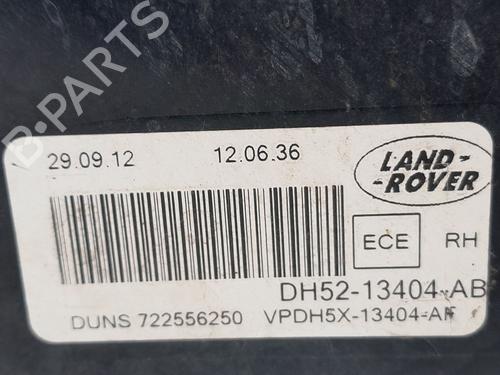 B-PARTS
29.09.12 12.06.36
LAND-
-ROVER
ECE RH
DH52-13404-AB
DUNS 722556250 VPDH5X-13404-AF